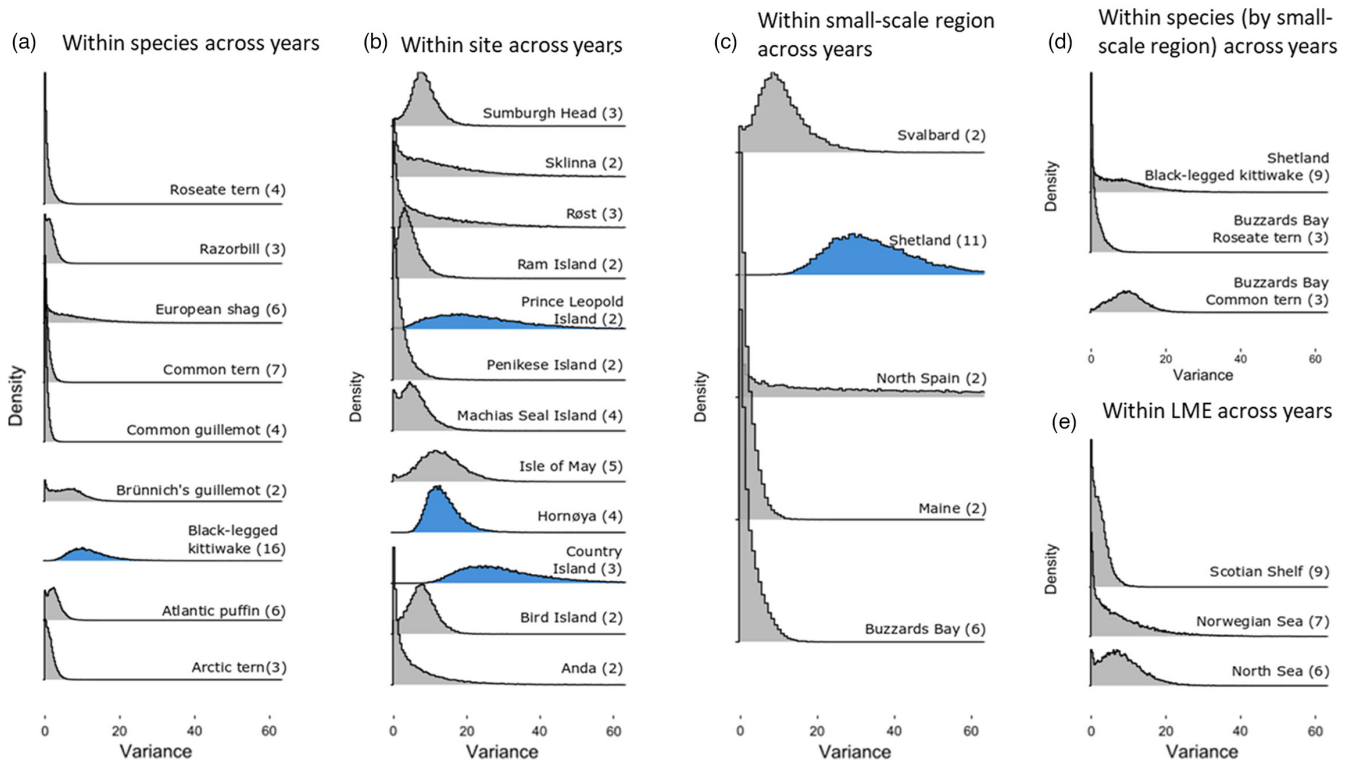 (a) Within species across years
Roseate tern (4)
Razorbill (3)
European shag (6)
Common tern (7)
Common guillemot (4)
Brünnich's guillemot (2)
Black-legged
kittiwake (16)
Atlantic puffin (6)
Arctic tern(3)
Density
0 20 40 60
Variance
(b) Within site across years
Sumburgh Head (3)
Sklinna (2)
Røst (3)
Ram Island (2)
Prince Leopold
Island (2)
Penikese Island (2)
Machias Seal Island (4)
Isle of May (5)
Hornøya (4)
Country
Island (3)
Bird Island (2)
Anda (2)
Density
0 20 40 60
Variance
(c) Within small-scale region
across years
Svalbard (2)
Shetland (11)
North Spain (2)
Maine (2)
Buzzards Bay (6)
Density
0 20 40 60
Variance
(d) Within species (by small-
scale region) across years
Shetland
Black-legged kittiwake (9)
Buzzards Bay
Roseate tern (3)
Buzzards Bay
Common tern (3)
Density
0 20 40 60
Variance
(e) Within LME across years
Scotian Shelf (9)
Norwegian Sea (7)
North Sea (6)
Density
0 20 40 60
Variance